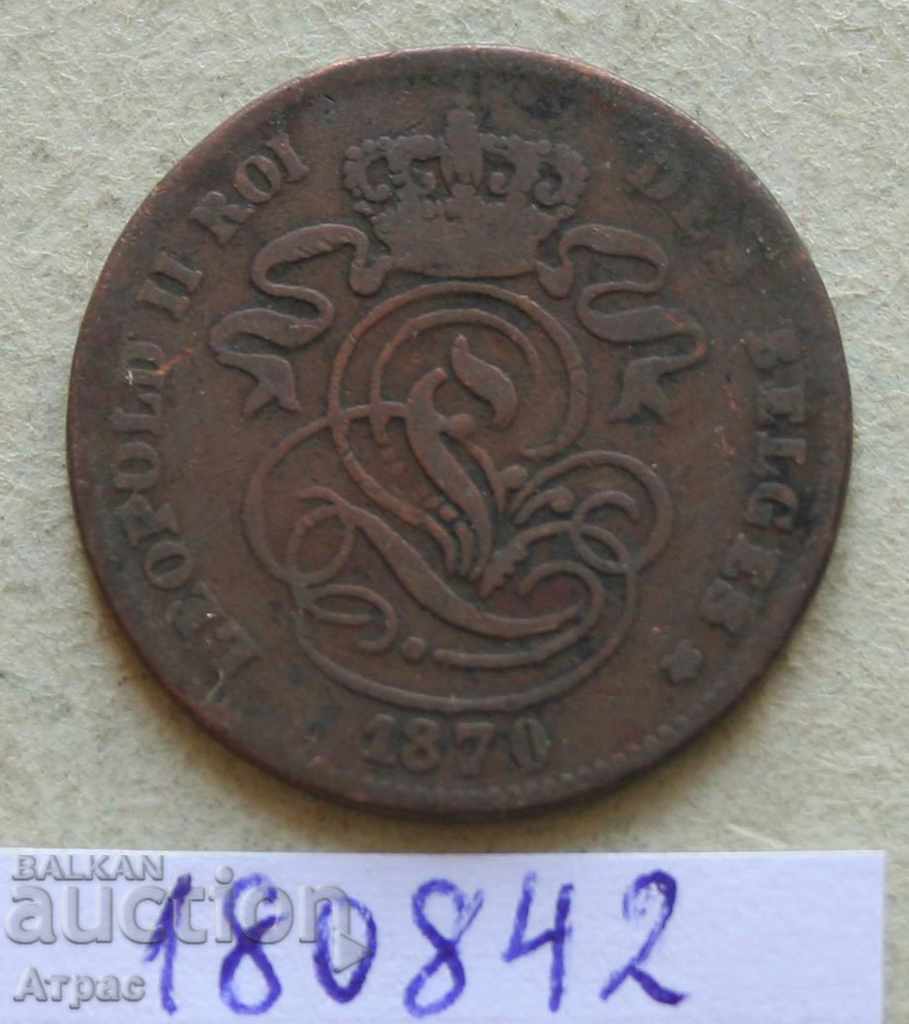 LEOPOLD II ROI DES BELGES
1870
180842
BALKAN
auction
Атрас